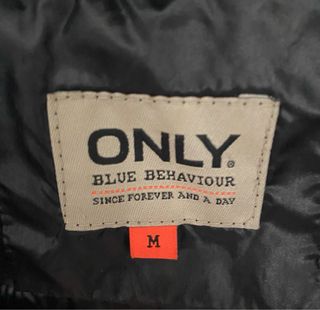 ONLY®
BLUE BEHAVIOUR
SINCE FOREVER AND A DAY
M